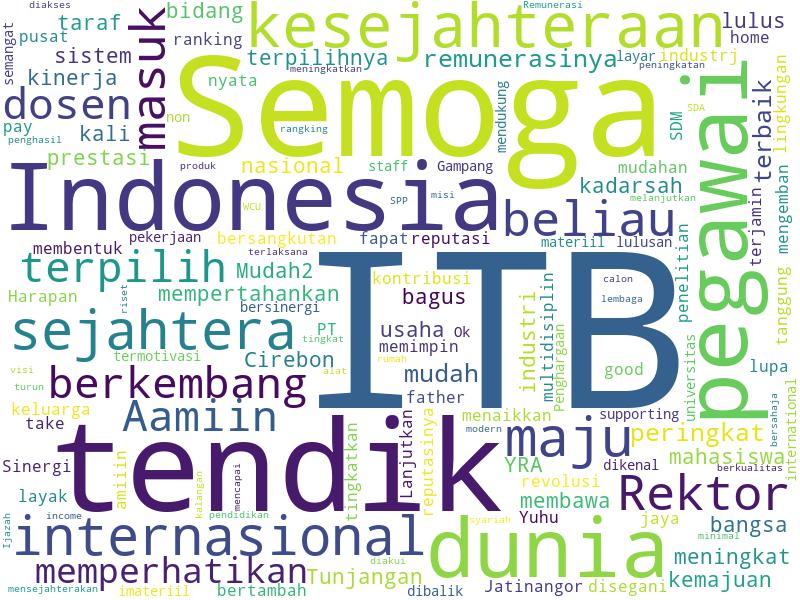 diakses
bidang
kesejahteraan
Remunerasi
lulus
taraf
semangat
pusat
masuk
ranking
sistem
terpilihnya
remunerasinya
layar
industrj
home
meningkatkan
peningkatan
kinerja
nyata
Semoga
dosen
non
mendukung
SDM
SDA
pegawai
terbaik
lingkungan
pay
kali
rangking
penghasil
prestasi
produk
nasional
staff
Gampang
mudahan
kadarsah
melanjutkan
mengemban
terjamin
Indonesia
WCU
SPP
misi
beliau
pekerjaan
bersangkutan
fapat
reputasi
materiil
lulusan
membentuk
terlaksana
penelitian
terpilih
Mudah2
ITB
kontribusi
calon
tanggung
Harapan
riset
mempertahankan
bagus
lembaga
bersinergi
industri
multidisiplin
sejahtera
PT
usaha
Ok
tingkat
memimpin
Penghargaan
universitas
termotivasi
Cirebon
rumah
visi
alat
mudah
good
lupa
turun
berkembang
father
international
keluarga
Aamiin
menaikkan
supporting
bersahaja
take
tendik
Lanjutkan
reputasinya
modern
maju
peringkat
tingkatkan
dikenal
mahasiswa
Sinergi
amiiin
kalangan
mencapai
YRA
berkualitas
layak
revolusi
membawa
Rektor
Ijazah
income
pendidikan
syariah
Yuhu
jaya
bangsa
internasional
dunia
minimal
diakui
meningkat
memperhatikan
Tunjangan
kemajuan
mensejahterakan
imateriil
bertambah
dibalik
Jatinangor
disegani